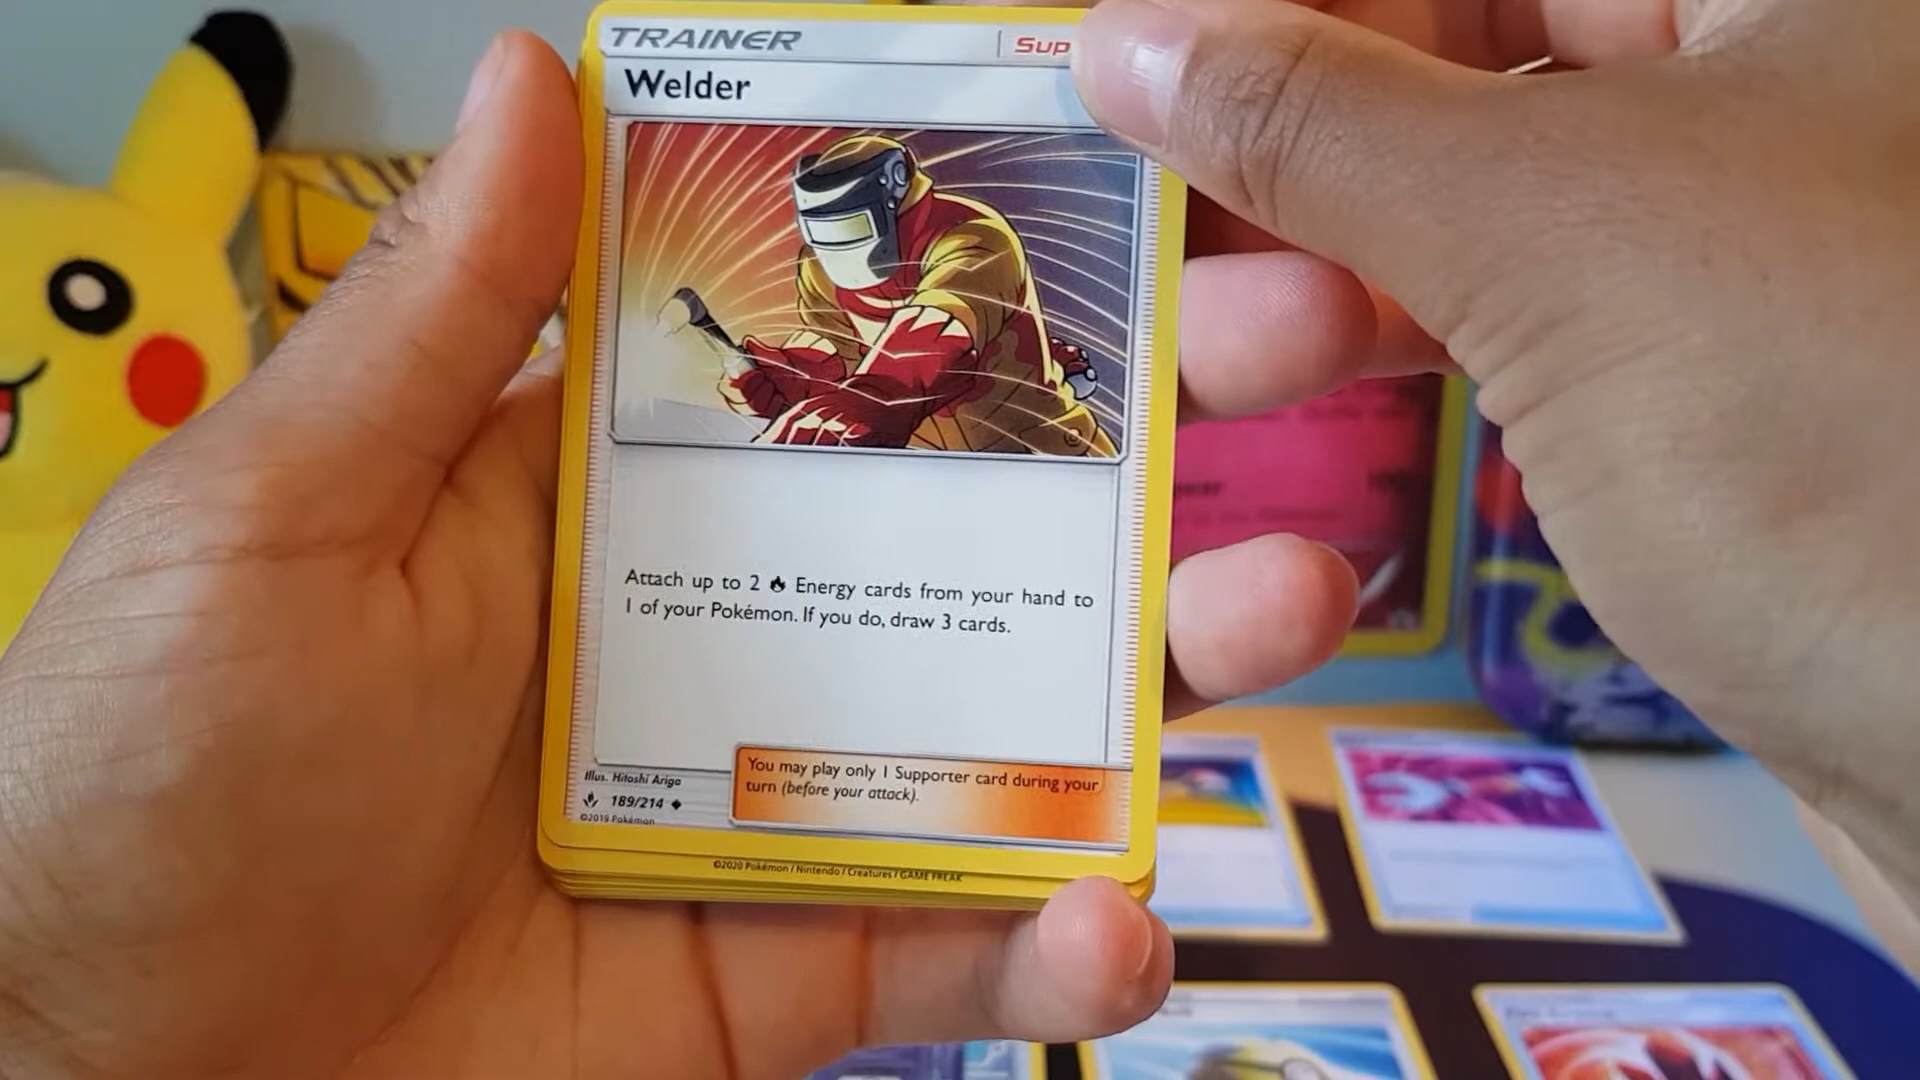 TRAINER
Sup
Welder
Attach up to 2 Energy cards from your hand to
1 of your Pokémon. If you do, draw 3 cards.
You may play only 1 Supporter card during your
turn (before your attack).
Illus. Hitoshi Ariga
189/214
©2019 Pokémon
©2020 Pokémon / Nintendo / Creatures / GAME FREAK